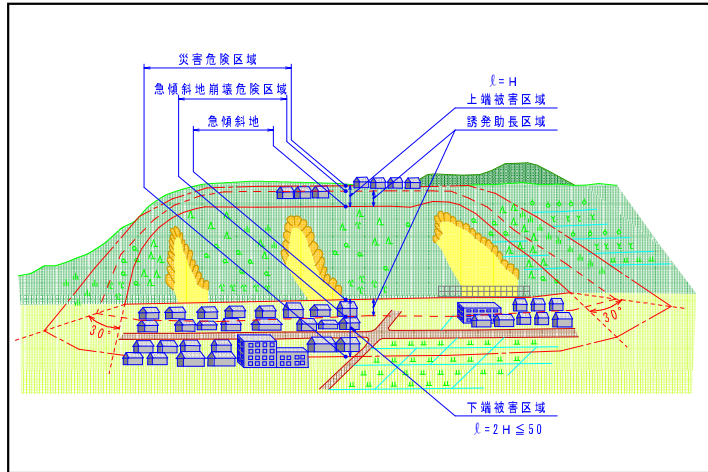 災害危険区域
ℓ=H
急傾斜地崩壊危険区域
上端被害区域
急傾斜地
誘発助長区域
30°
30°
下端被害区域
ℓ=2H≦50